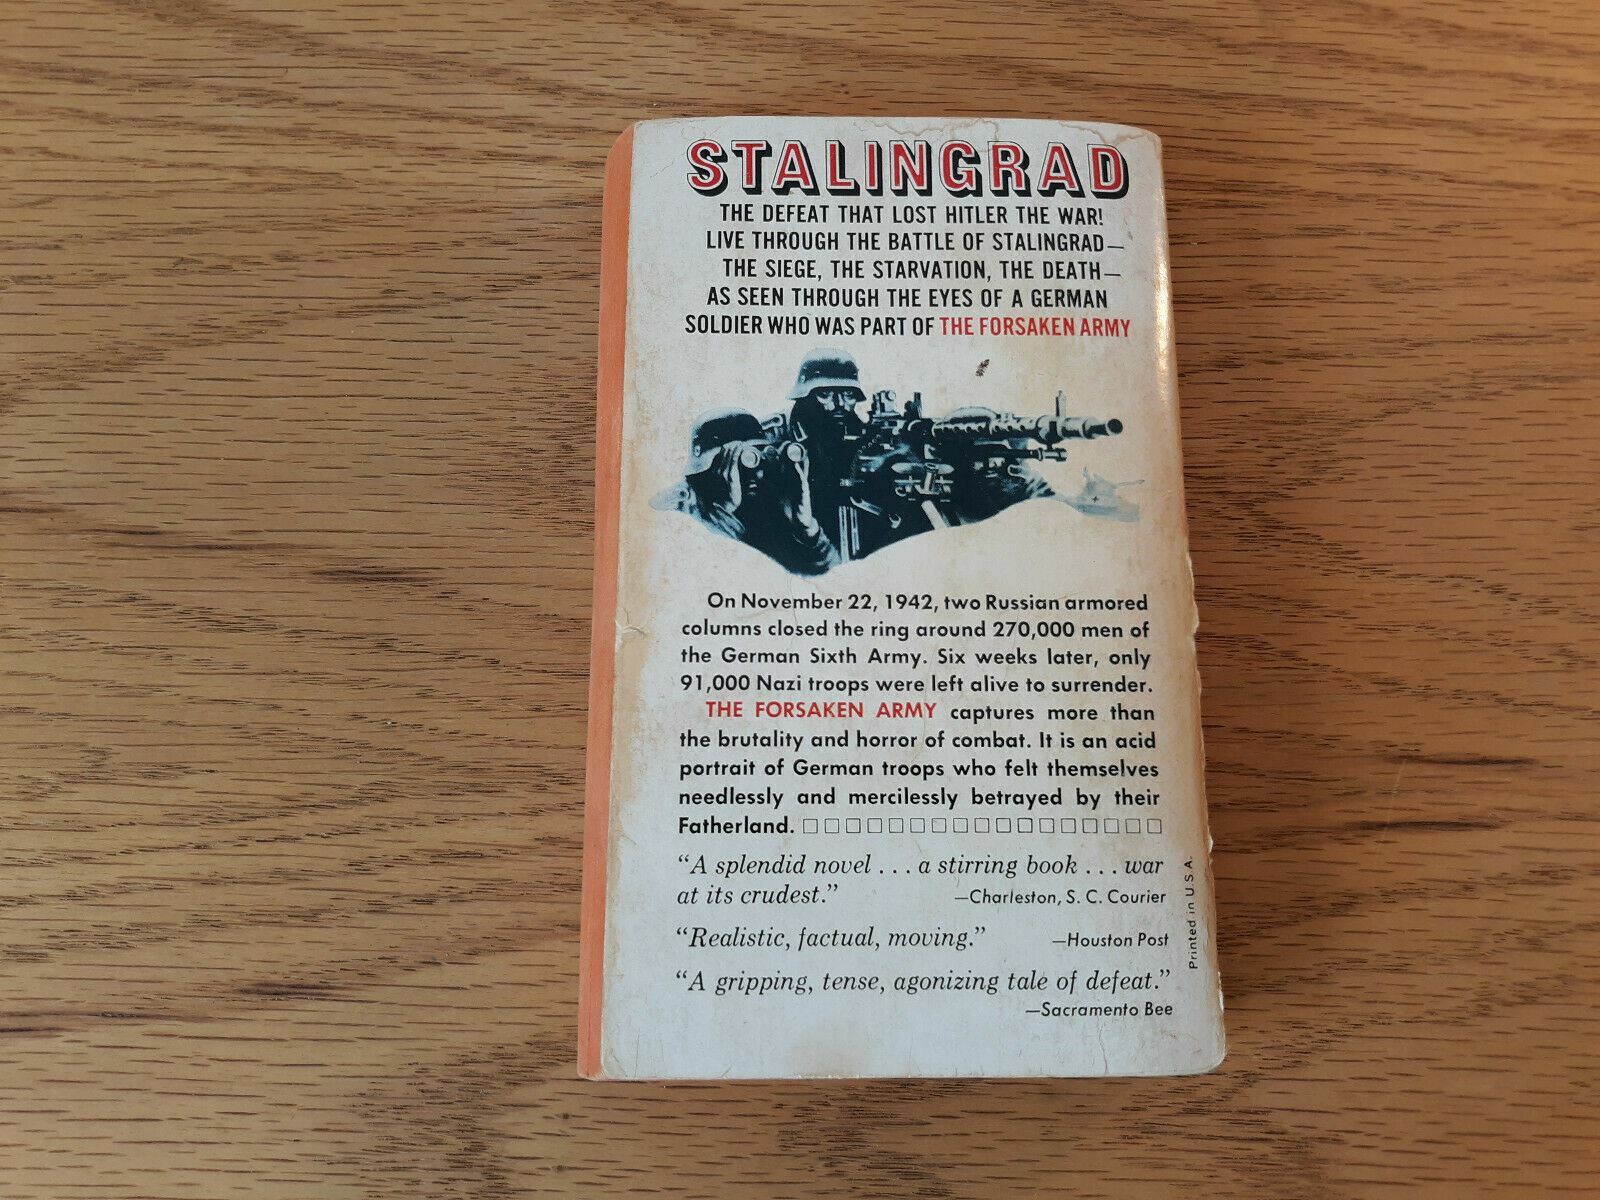 STALINGRAD
THE DEFEAT THAT LOST HITLER THE WAR!
LIVE THROUGH THE BATTLE OF STALINGRAD—
THE SIEGE, THE STARVATION, THE DEATH—
AS SEEN THROUGH THE EYES OF A GERMAN
SOLDIER WHO WAS PART OF THE FORSAKEN ARMY
On November 22, 1942, two Russian armored
columns closed the ring around 270,000 men of
the German Sixth Army. Six weeks later, only
91,000 Nazi troops were left alive to surrender.
THE FORSAKEN ARMY captures more than
the brutality and horror of combat. It is an acid
portrait of German troops who felt themselves
needlessly and mercilessly betrayed by their
Fatherland. □□□□□□□□□□□□□□□□□
“A splendid novel . . . a stirring book . . . war
at its crudest.” —Charleston, S. C. Courier
“Realistic, factual, moving.” —Houston Post
“A gripping, tense, agonizing tale of defeat.”
—Sacramento Bee
Printed in U.S.A.